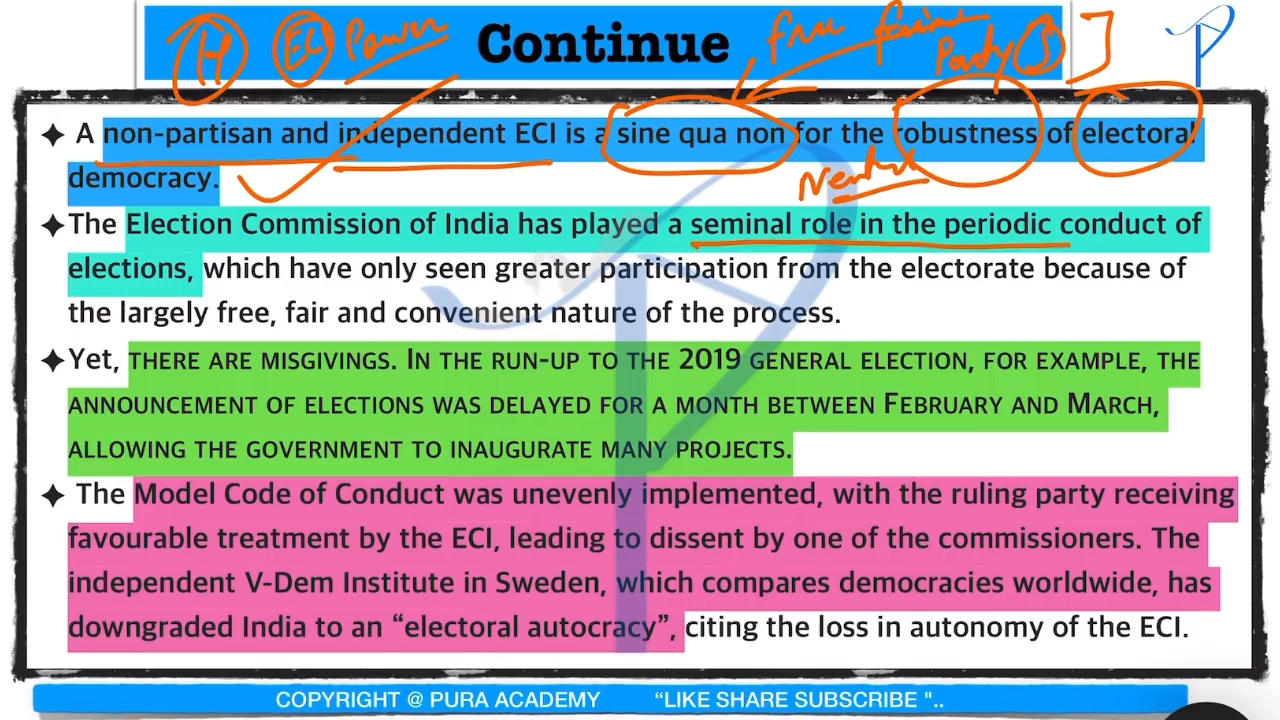 H EC Power Continue free fair
Party (S) ]
✦ A non-partisan and independent ECI is a sine qua non for the robustness of electoral
Neutral
democracy.
✦ The Election Commission of India has played a seminal role in the periodic conduct of
elections, which have only seen greater participation from the electorate because of
the largely free, fair and convenient nature of the process.
✦ Yet, THERE ARE MISGIVINGS. IN THE RUN-UP TO THE 2019 GENERAL ELECTION, FOR EXAMPLE, THE
ANNOUNCEMENT OF ELECTIONS WAS DELAYED FOR A MONTH BETWEEN FEBRUARY AND MARCH,
ALLOWING THE GOVERNMENT TO INAUGURATE MANY PROJECTS.
✦ The Model Code of Conduct was unevenly implemented, with the ruling party receiving
favourable treatment by the ECI, leading to dissent by one of the commissioners. The
independent V-Dem Institute in Sweden, which compares democracies worldwide, has
downgraded India to an “electoral autocracy”, citing the loss in autonomy of the ECI.
COPYRIGHT @ PURA ACADEMY “LIKE SHARE SUBSCRIBE "..